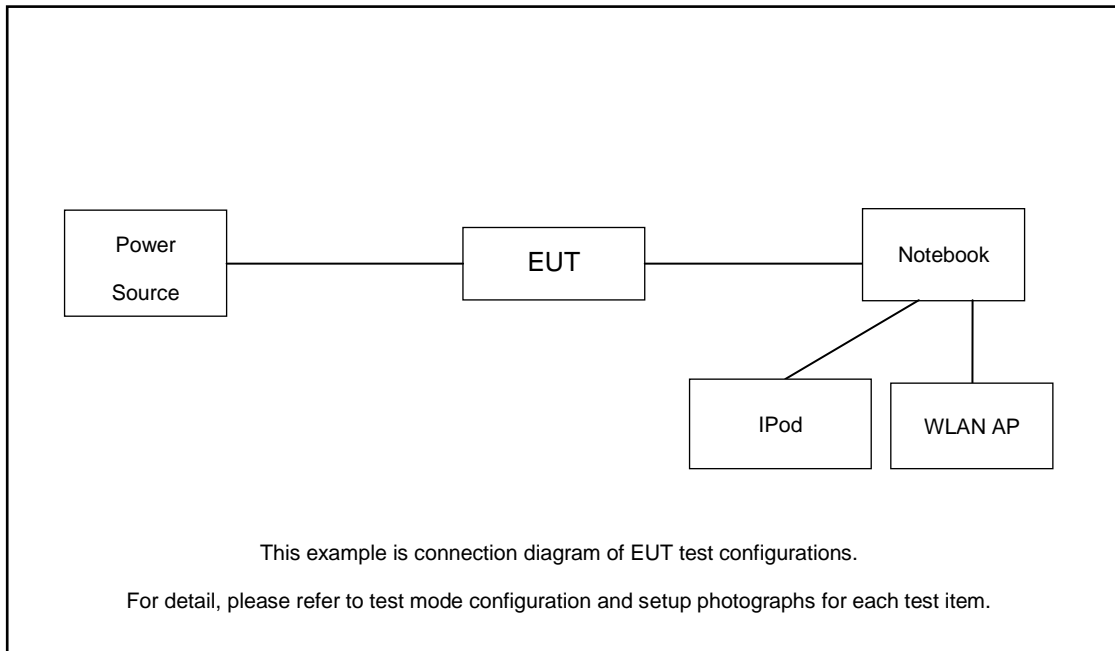 Power
Source
EUT
Notebook
IPod
WLAN AP
This example is connection diagram of EUT test configurations.
For detail, please refer to test mode configuration and setup photographs for each test item.